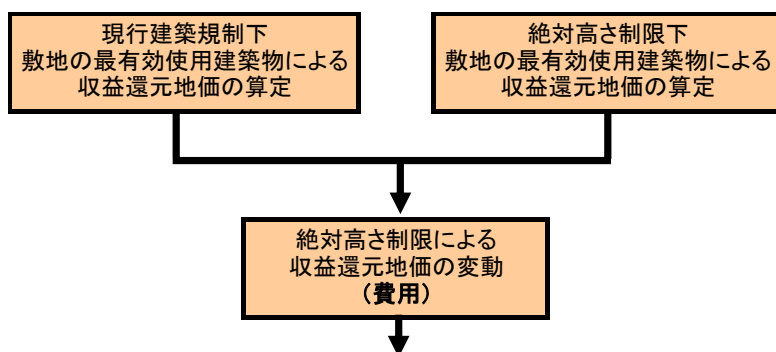 現行建築規制下
敷地の最有効使用建築物による
収益還元地価の算定
絶対高さ制限下
敷地の最有効使用建築物による
収益還元地価の算定
絶対高さ制限による
収益還元地価の変動
（費用）